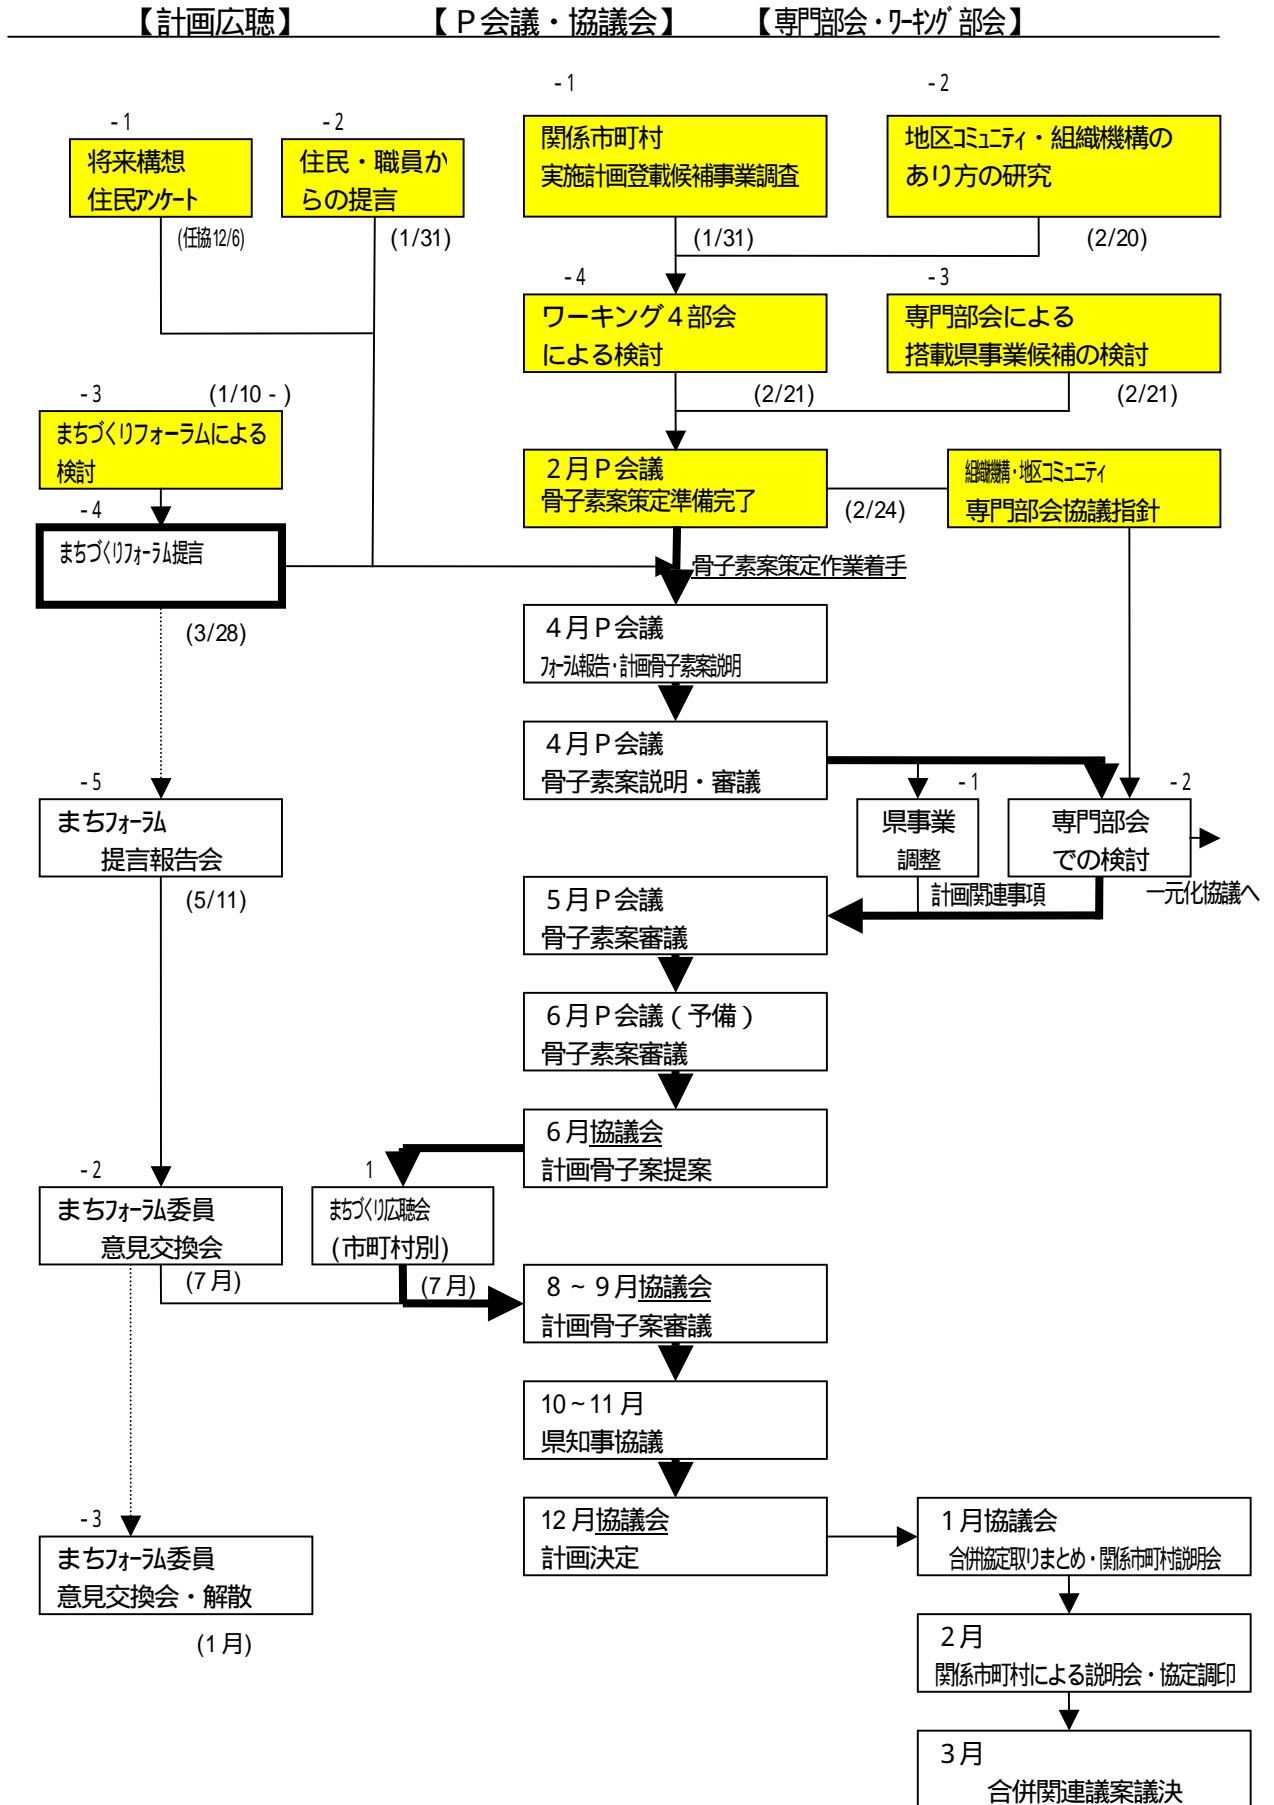 【計画広聴】 【Ｐ会議・協議会】 【専門部会・ﾜｰｷﾝｸﾞ部会】
-1
将来構想
住民ｱﾝｹｰﾄ
(任協12/6)
-2
住民・職員か
らの提言
(1/31)
-1
関係市町村
実施計画登載候補事業調査
(1/31)
-2
地区ｺﾐｭﾆﾃｨ・組織機構の
あり方の研究
(2/20)
-4
ワーキング４部会
による検討
(2/21)
-3
専門部会による
搭載県事業候補の検討
(2/21)
-3
(1/10 - )
まちづくりフォーラムによる
検討
-4
まちづくりﾌｫｰﾗﾑ提言
(3/28)
２月Ｐ会議
骨子素案策定準備完了
(2/24)
組織機構・地区ｺﾐｭﾆﾃｨ
専門部会協議指針
骨子素案策定作業着手
４月Ｐ会議
ﾌｫｰﾗﾑ報告・計画骨子素案説明
４月Ｐ会議
骨子素案説明・審議
-1
県事業
調整
-2
専門部会
での検討
計画関連事項
一元化協議へ
-5
まちﾌｫｰﾗﾑ
提言報告会
(5/11)
５月Ｐ会議
骨子素案審議
６月Ｐ会議（予備）
骨子素案審議
６月協議会
計画骨子案提案
-2
まちﾌｫｰﾗﾑ委員
意見交換会
(7月)
1
まちづくり広聴会
(市町村別)
(7月)
８～９月協議会
計画骨子案審議
10～11月
県知事協議
12月協議会
計画決定
-3
まちﾌｫｰﾗﾑ委員
意見交換会・解散
(1月)
１月協議会
合併協定取りまとめ・関係市町村説明会
２月
関係市町村による説明会・協定調印
３月
合併関連議案議決